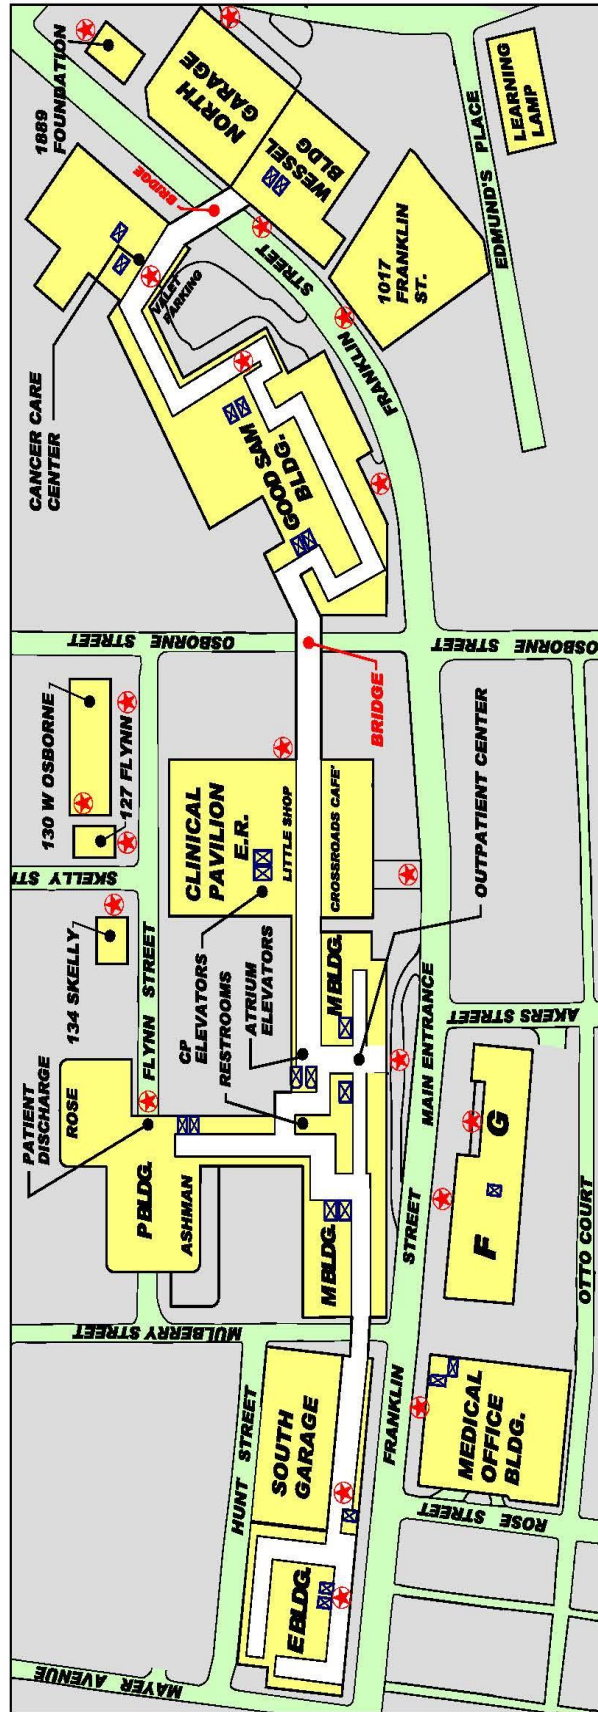 1889
FOUNDATION
NORTH
GARAGE
WESSEL
BLDG
LEARNING
LAMP
EDMUND'S PLACE
BRIDGE
1017
FRANKLIN
ST.
FRANKLIN
STREET
VALET
PARKING
CANCER CARE
CENTER
GOOD SAM
BLDG.
OSBORNE STREET
OSBORNE STREET
BRIDGE
130 W OSBORNE
127 FLYNN
SKELLY ST
134 SKELLY
FLYNN STREET
CLINICAL
PAVILION
E.R.
LITTLE SHOP
CROSSROADS CAFE'
OUTPATIENT CENTER
CP
ELEVATORS
RESTROOMS
ATRIUM
ELEVATORS
M BLDG.
MAIN ENTRANCE
AKERS STREET
PATIENT
DISCHARGE
ROSE
P BLDG.
ASHMAN
M BLDG.
STREET
F
G
OTTO COURT
MULBERRY STREET
HUNT STREET
SOUTH
GARAGE
FRANKLIN
MEDICAL
OFFICE
BLDG.
ROSE STREET
E BLDG.
MAYER AVENUE